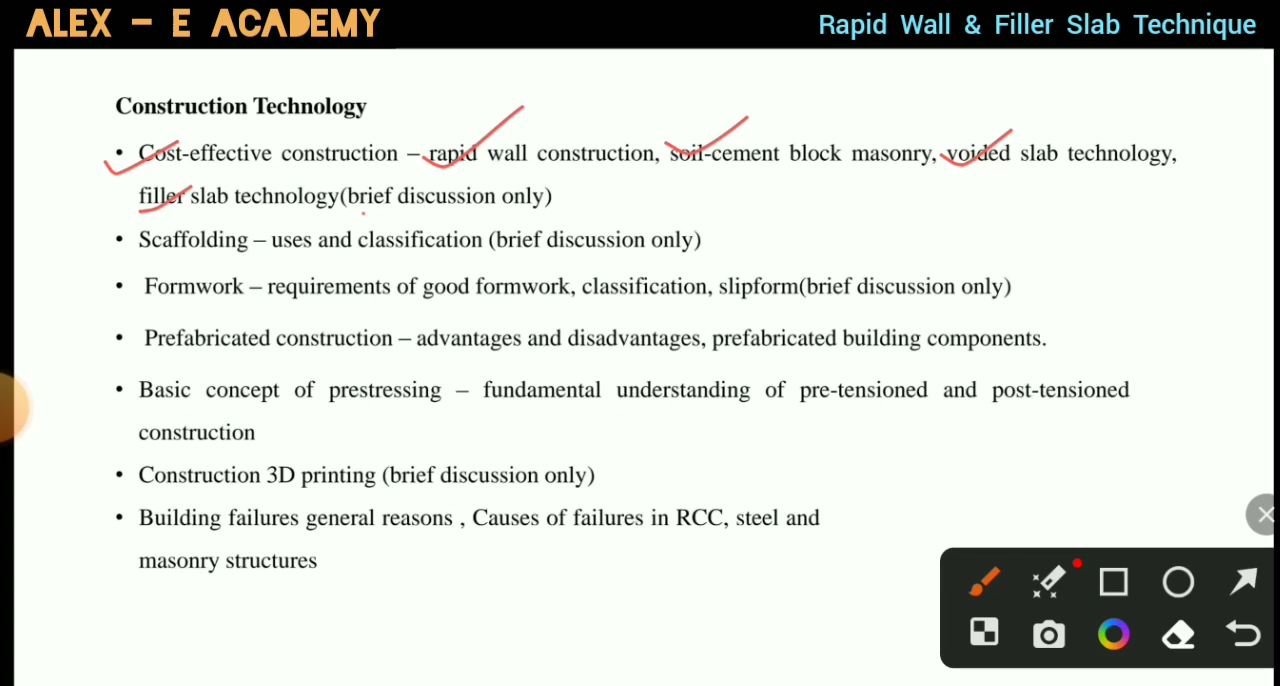 ALEX - E ACADEMY
Rapid Wall & Filler Slab Technique
Construction Technology
• Cost-effective construction – rapid wall construction, soil-cement block masonry, voided slab technology,
filler slab technology(brief discussion only)
• Scaffolding – uses and classification (brief discussion only)
• Formwork – requirements of good formwork, classification, slipform(brief discussion only)
• Prefabricated construction – advantages and disadvantages, prefabricated building components.
• Basic concept of prestressing – fundamental understanding of pre-tensioned and post-tensioned
construction
• Construction 3D printing (brief discussion only)
• Building failures general reasons , Causes of failures in RCC, steel and
masonry structures